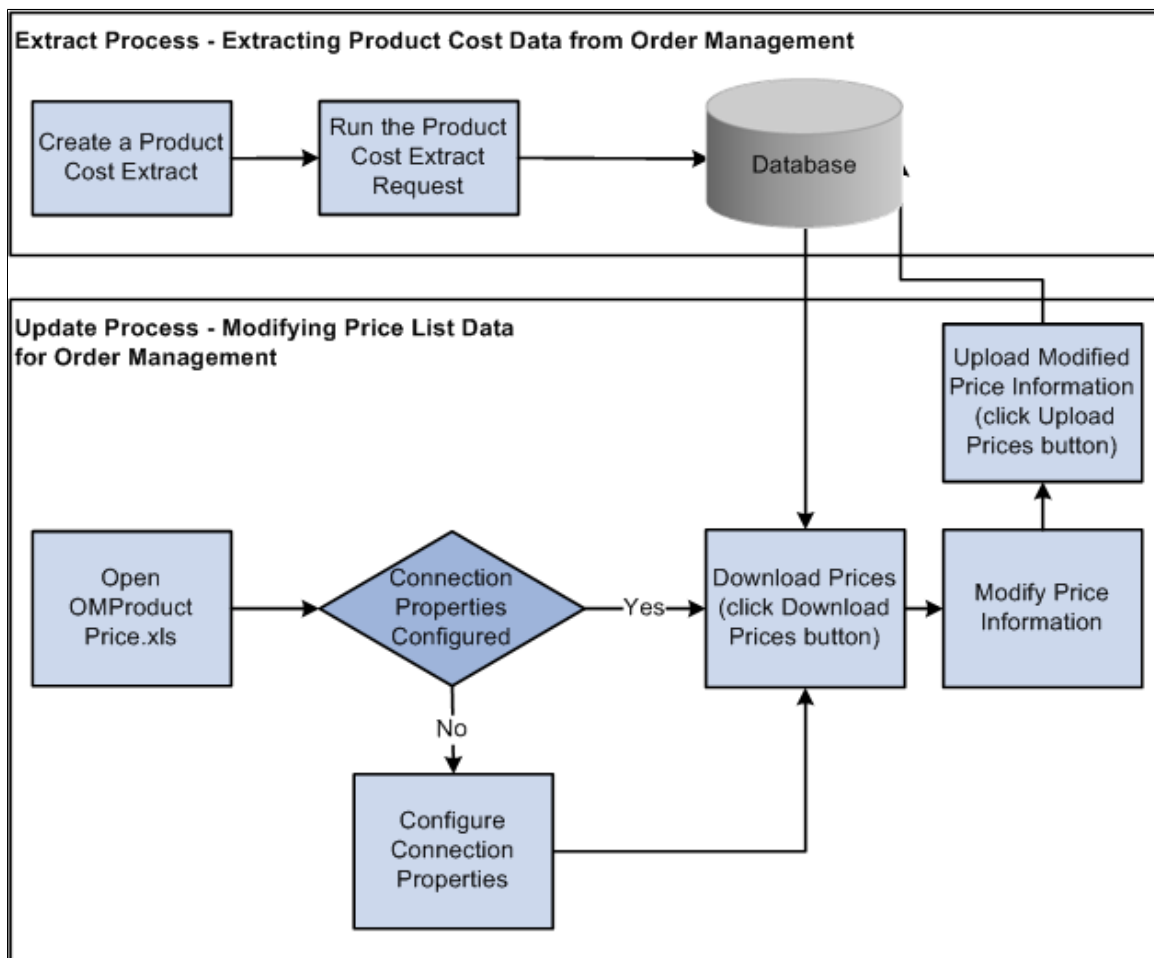 Extract Process - Extracting Product Cost Data from Order Management
Create a Product
Cost Extract
Run the Product
Cost Extract
Request
Database
Update Process - Modifying Price List Data
for Order Management
Upload Modified
Price Information
(click Upload
Prices button)
Open
OMProduct
Price.xls
Connection
Properties
Configured
Yes
Download Prices
(click Download
Prices button)
Modify Price
Information
No
Configure
Connection
Properties